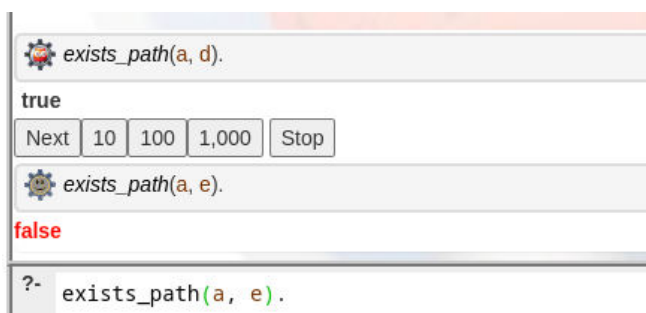 exists_path(a, d).
true
Next 10 100 1,000 Stop
exists_path(a, e).
false
?- exists_path(a, e).